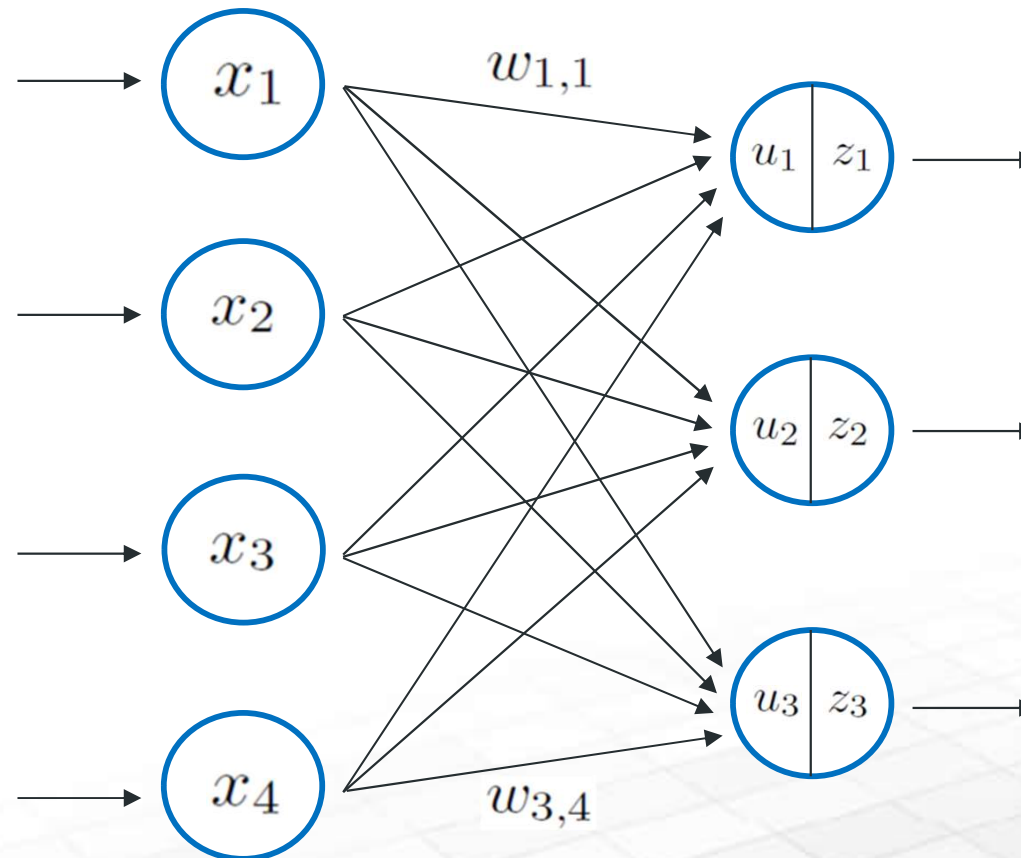 x₁
w₁,₁
u₁ z₁
x₂
u₂ z₂
x₃
u₃ z₃
x₄
w₃,₄